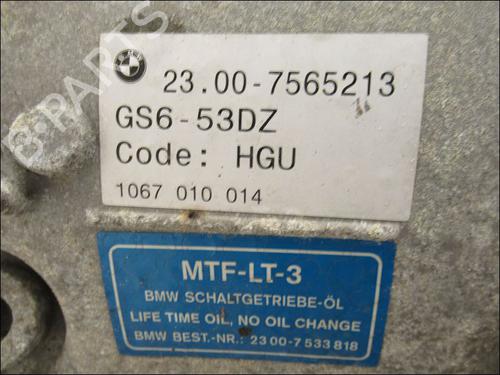 23.00-7565213
GS6-53DZ
Code: HGU
1067 010 014
MTF-LT-3
BMW SCHALTGETRIEBE-ÖL
LIFE TIME OIL, NO OIL CHANGE
BMW BEST.-NR.: 23 00-7 533 818
B-PARTS